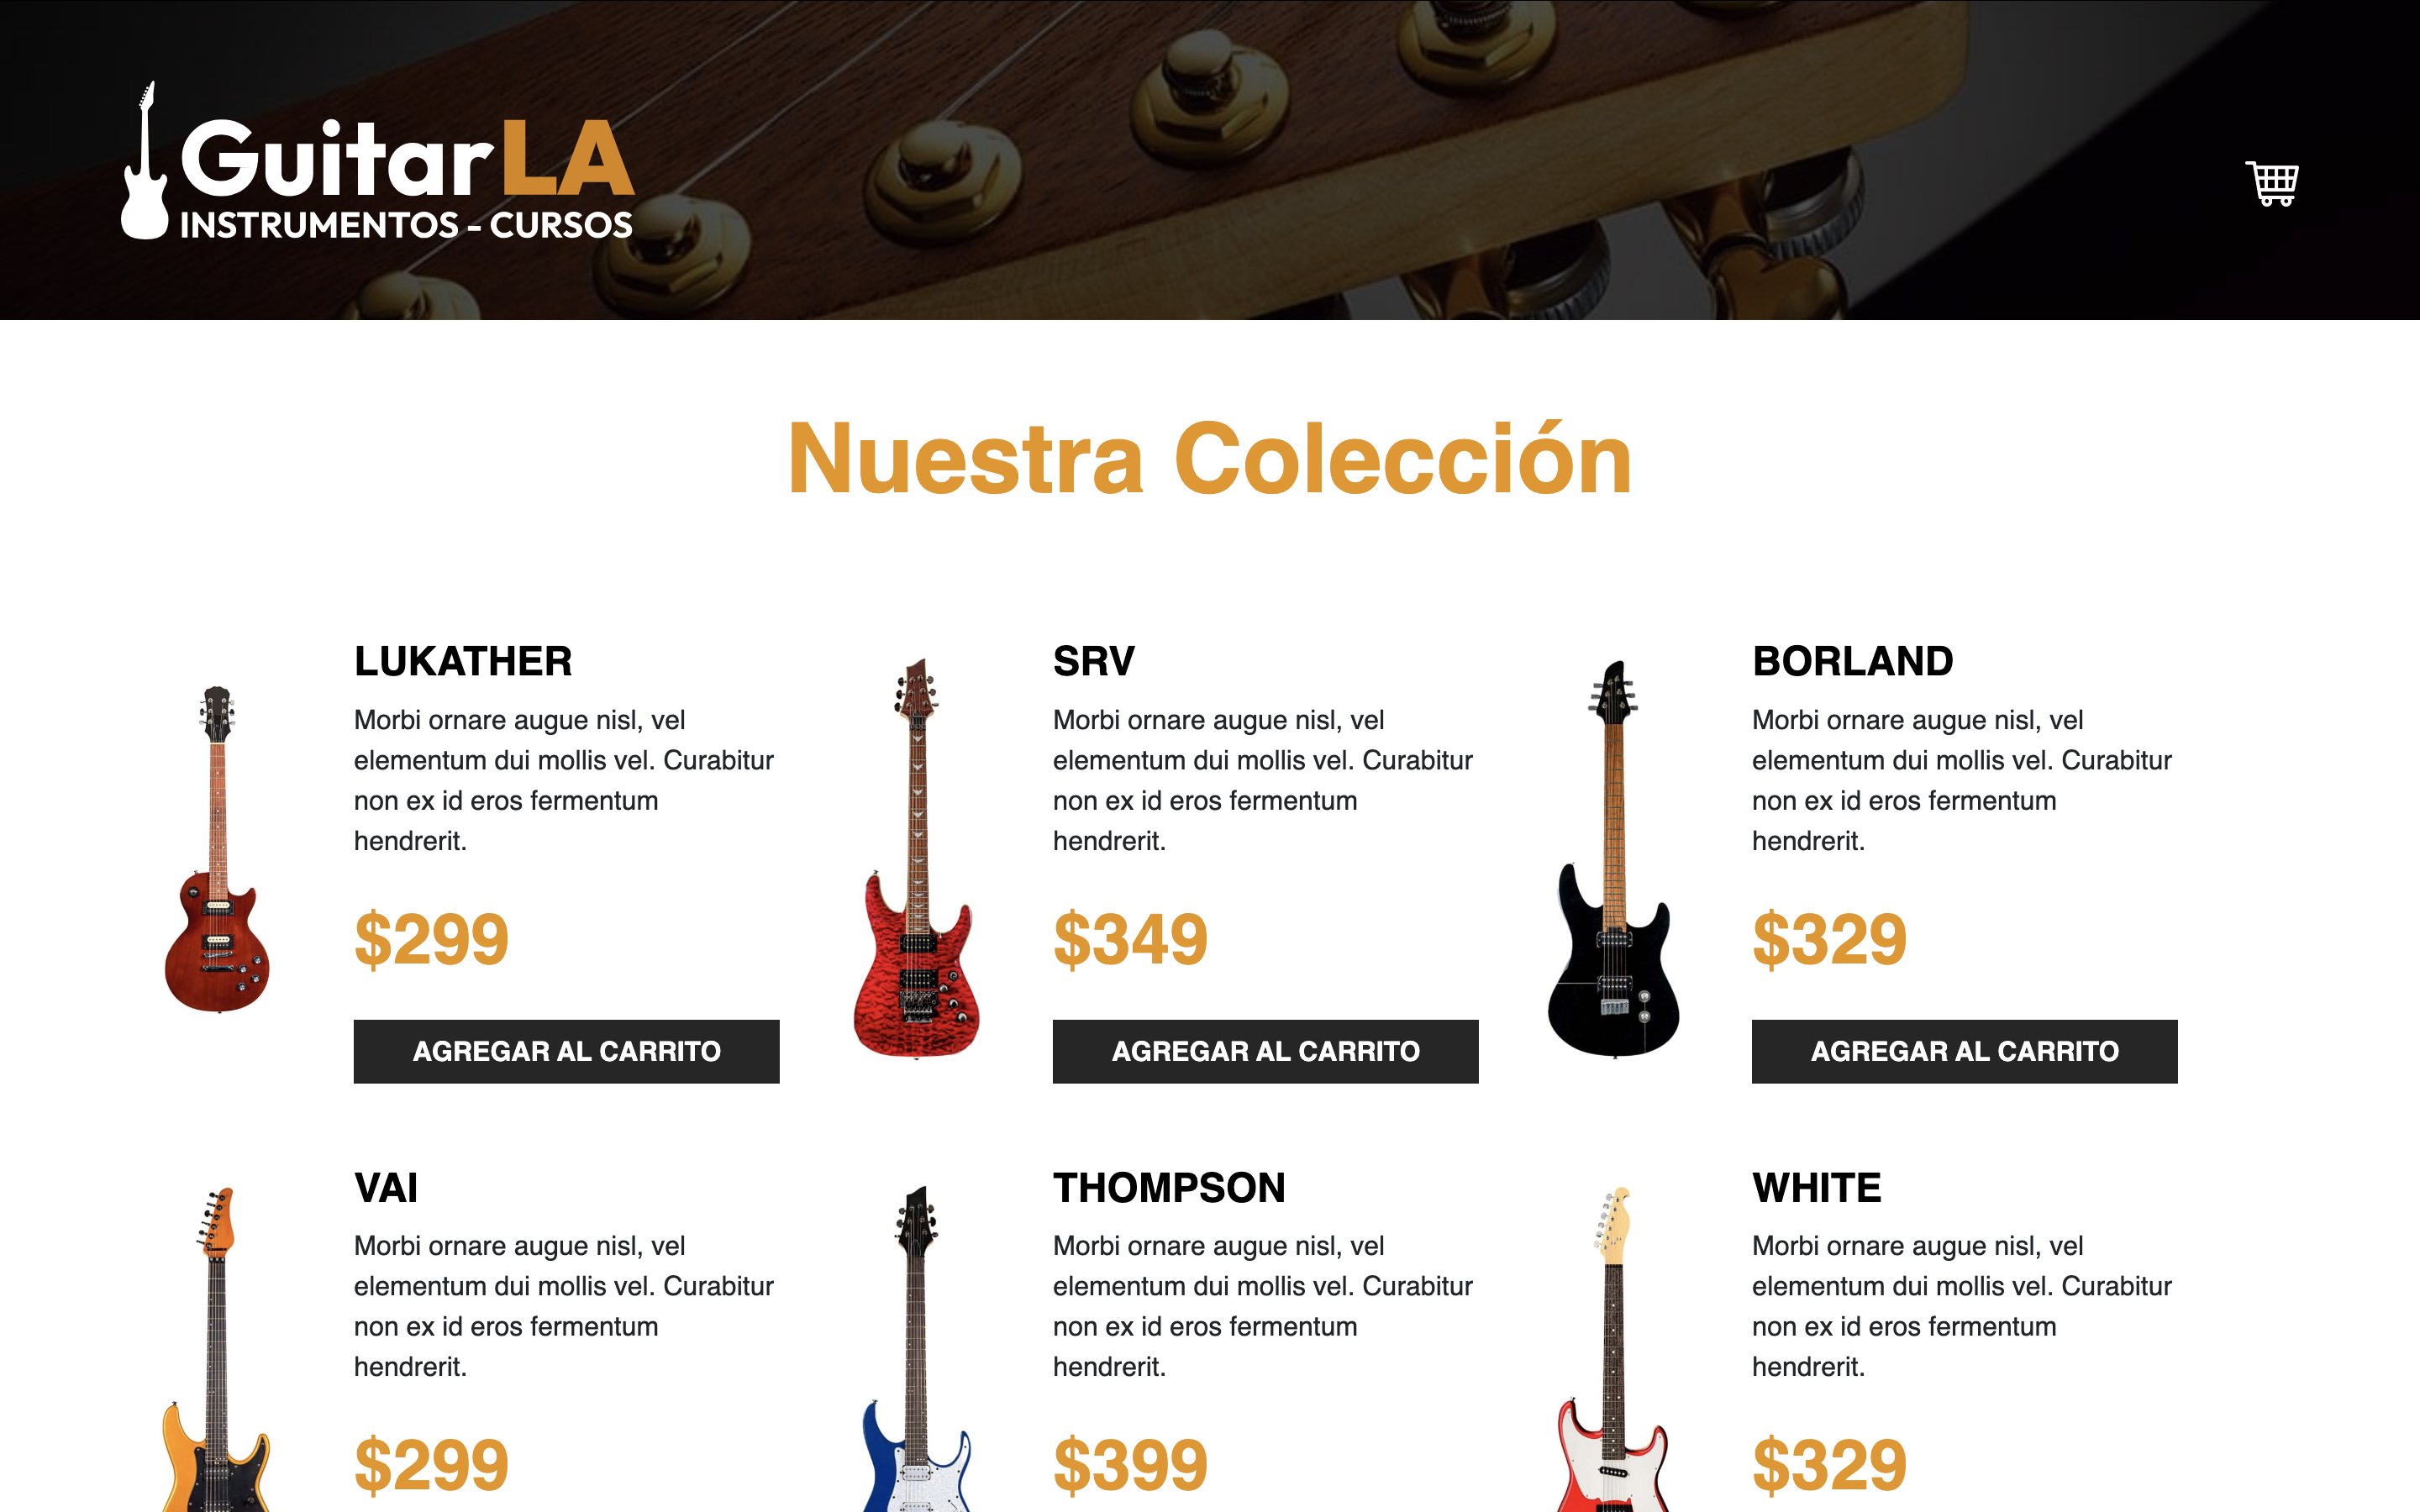 GuitarLA
INSTRUMENTOS - CURSOS
Nuestra Colección
LUKATHER
Morbi ornare augue nisl, vel
elementum dui mollis vel. Curabitur
non ex id eros fermentum
hendrerit.
$299
AGREGAR AL CARRITO
SRV
Morbi ornare augue nisl, vel
elementum dui mollis vel. Curabitur
non ex id eros fermentum
hendrerit.
$349
AGREGAR AL CARRITO
BORLAND
Morbi ornare augue nisl, vel
elementum dui mollis vel. Curabitur
non ex id eros fermentum
hendrerit.
$329
AGREGAR AL CARRITO
VAI
Morbi ornare augue nisl, vel
elementum dui mollis vel. Curabitur
non ex id eros fermentum
hendrerit.
$299
THOMPSON
Morbi ornare augue nisl, vel
elementum dui mollis vel. Curabitur
non ex id eros fermentum
hendrerit.
$399
WHITE
Morbi ornare augue nisl, vel
elementum dui mollis vel. Curabitur
non ex id eros fermentum
hendrerit.
$329